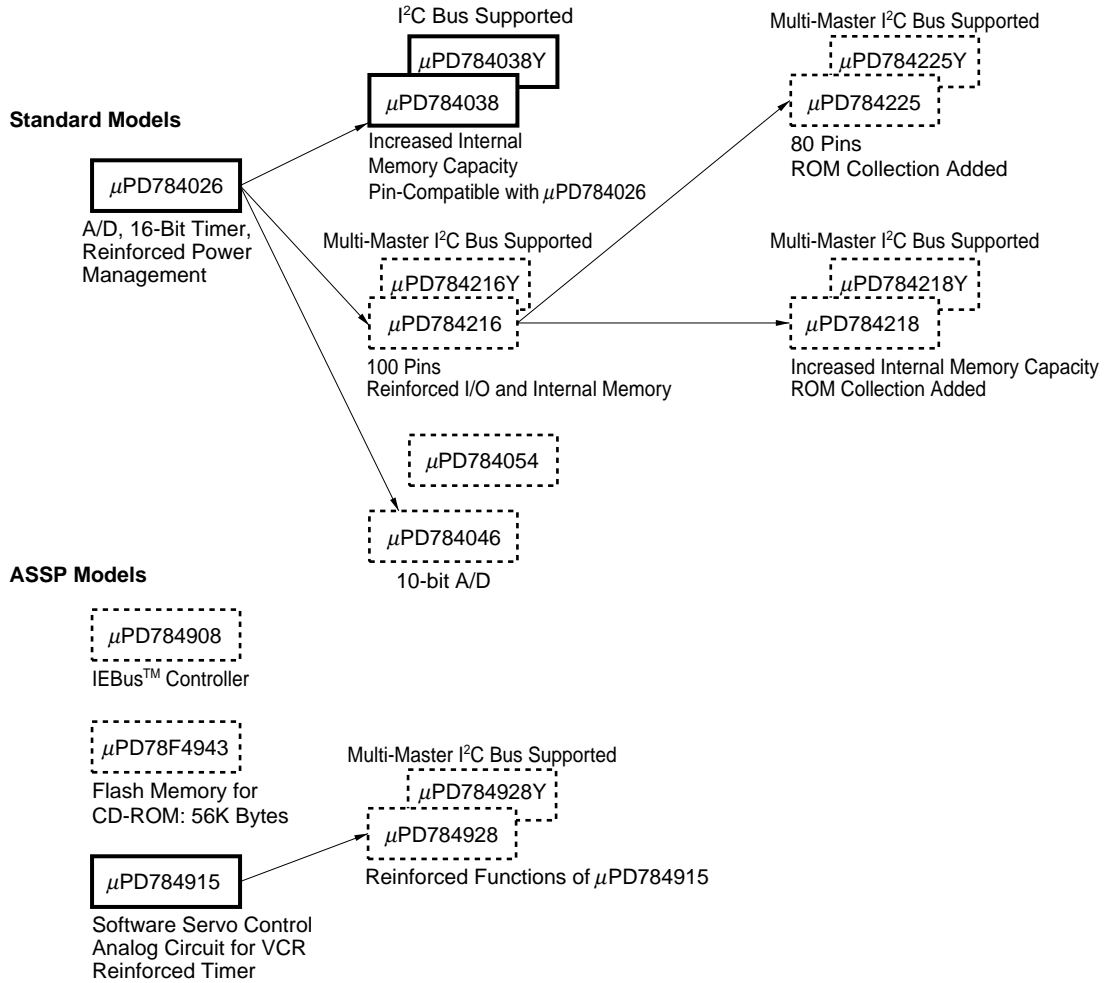 Standard Models
μPD784026
A/D, 16-Bit Timer,
Reinforced Power
Management
I²C Bus Supported
μPD784038Y
μPD784038
Increased Internal
Memory Capacity
Pin-Compatible with μPD784026
Multi-Master I²C Bus Supported
μPD784216Y
μPD784216
100 Pins
Reinforced I/O and Internal Memory
μPD784054
μPD784046
10-bit A/D
Multi-Master I²C Bus Supported
μPD784225Y
μPD784225
80 Pins
ROM Collection Added
Multi-Master I²C Bus Supported
μPD784218Y
μPD784218
Increased Internal Memory Capacity
ROM Collection Added
ASSP Models
μPD784908
IEBus™ Controller
μPD78F4943
Flash Memory for
CD-ROM: 56K Bytes
μPD784915
Software Servo Control
Analog Circuit for VCR
Reinforced Timer
Multi-Master I²C Bus Supported
μPD784928Y
μPD784928
Reinforced Functions of μPD784915